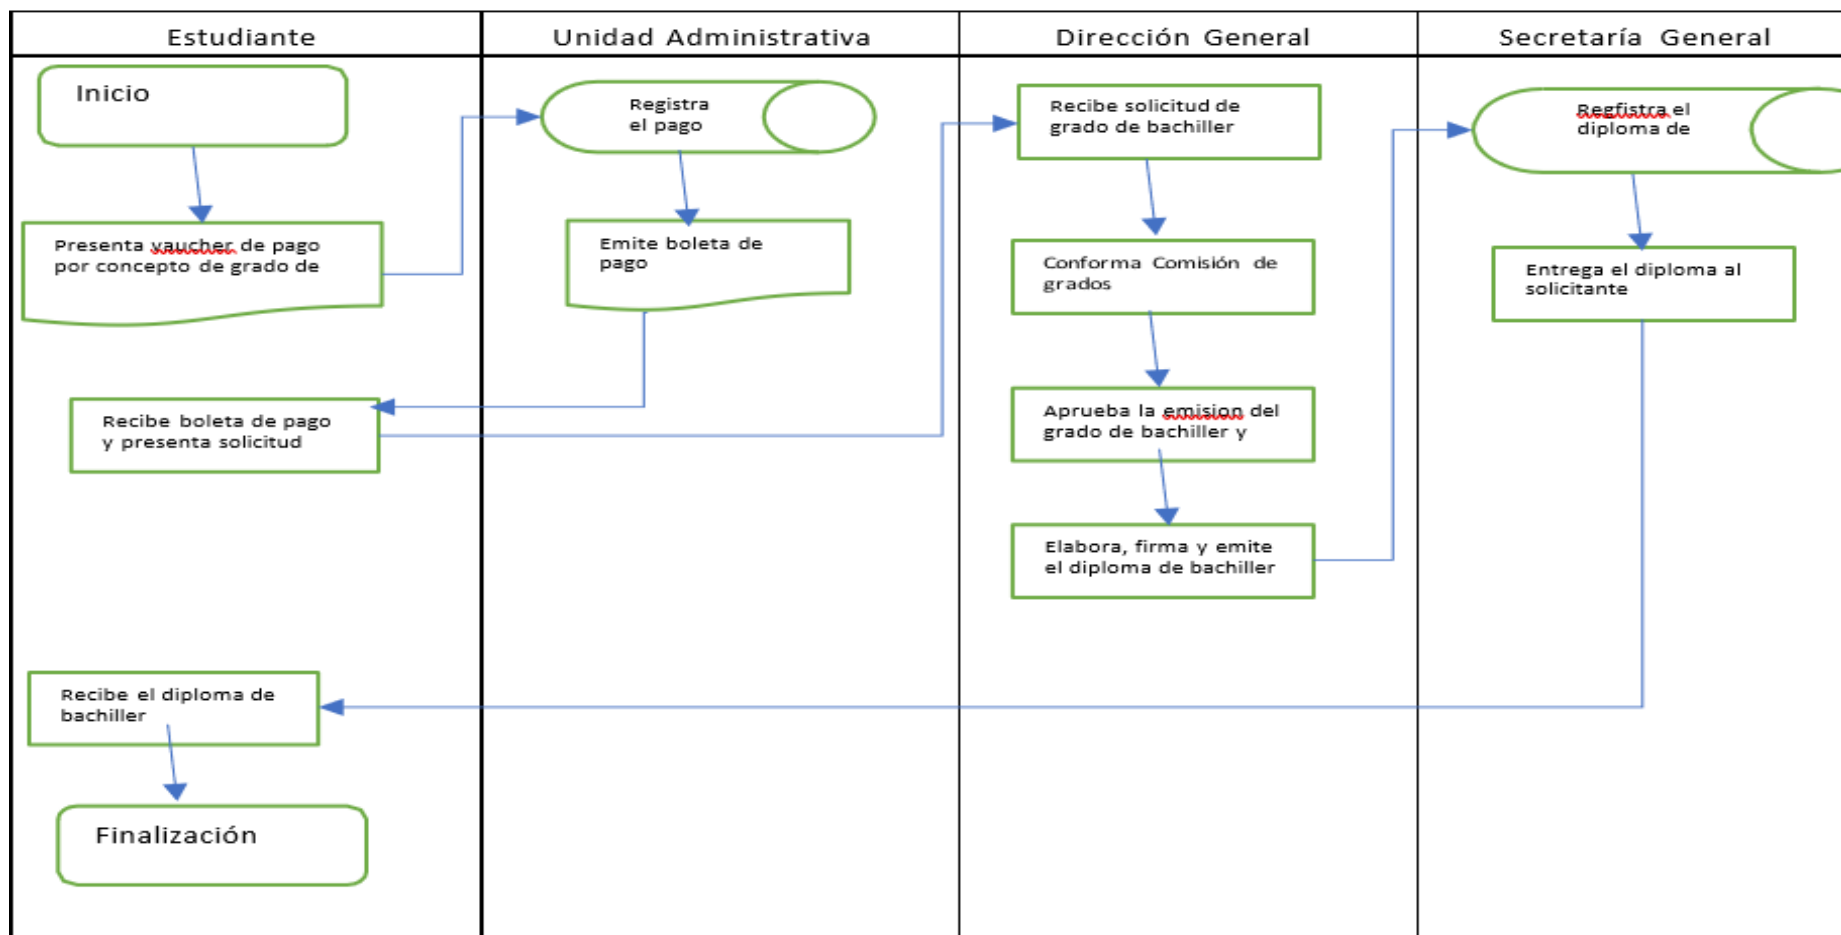 Estudiante
Unidad Administrativa
Dirección General
Secretaría General
Inicio
Presenta vaucher de pago
por concepto de grado de
Recibe boleta de pago
y presenta solicitud
Recibe el diploma de
bachiller
Finalización
Registra
el pago
Emite boleta de
pago
Recibe solicitud de
grado de bachiller
Conforma Comisión de
grados
Aprueba la emision del
grado de bachiller y
Elabora, firma y emite
el diploma de bachiller
Regfistra el
diploma de
Entrega el diploma al
solicitante